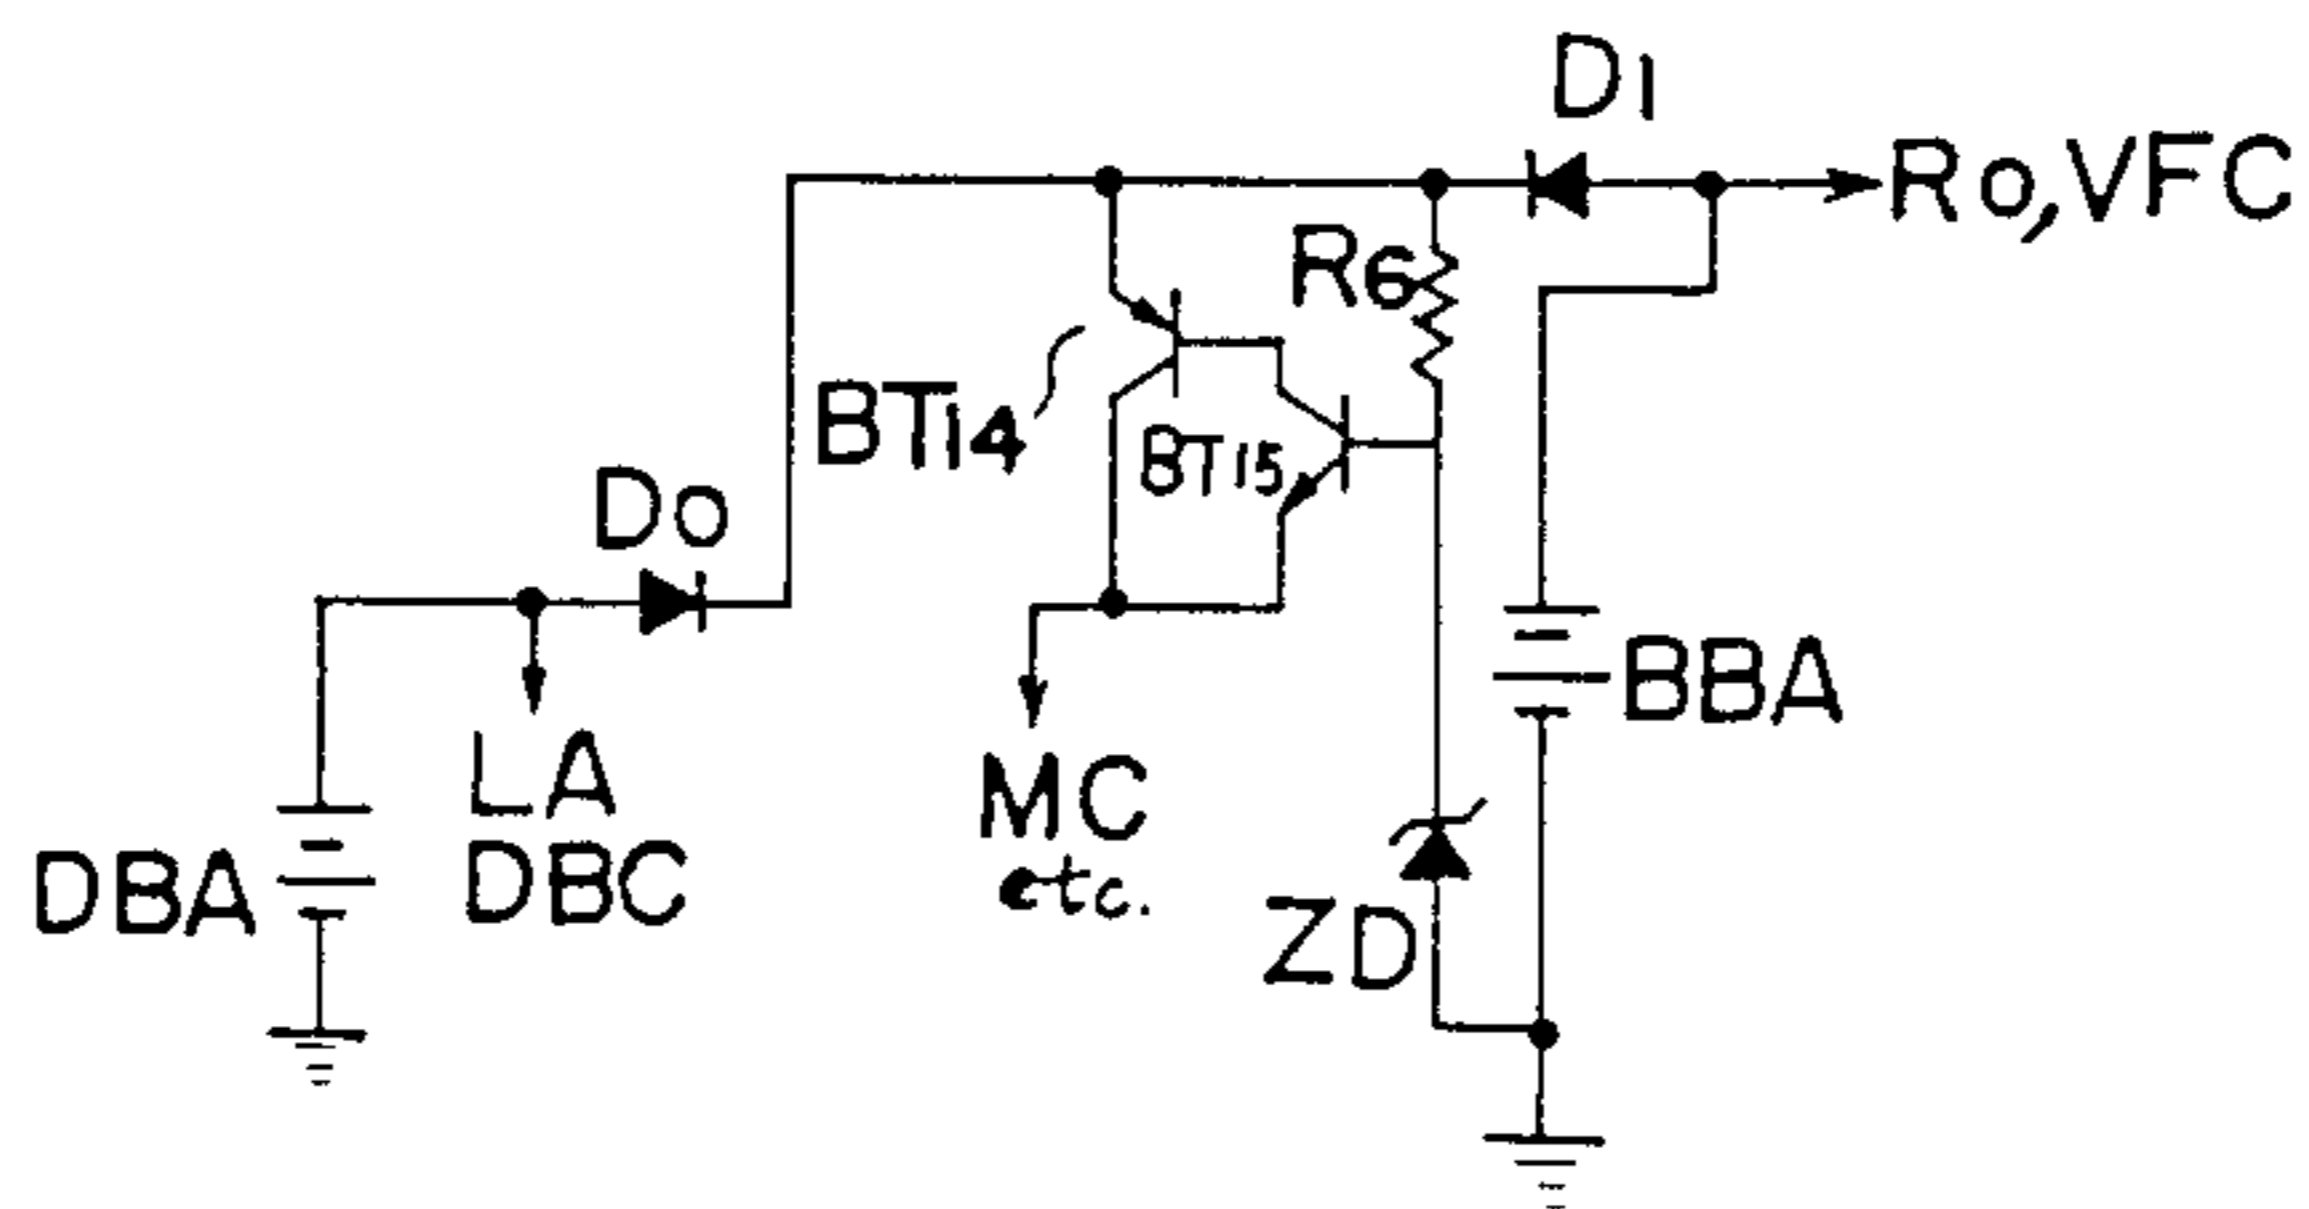 D1
Ro,VFC
R6
BT14
BT15
Do
LA
DBC
DBA
MC
etc.
BBA
ZD